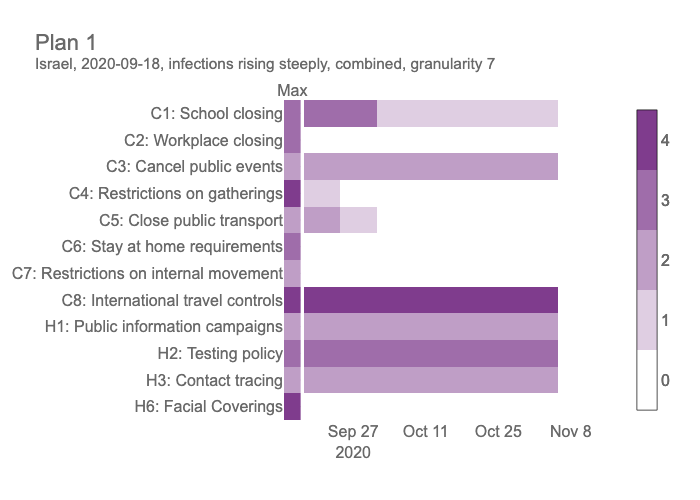 Plan 1
Israel, 2020-09-18, infections rising steeply, combined, granularity 7
Max
C1: School closing
C2: Workplace closing
C3: Cancel public events
C4: Restrictions on gatherings
C5: Close public transport
C6: Stay at home requirements
C7: Restrictions on internal movement
C8: International travel controls
H1: Public information campaigns
H2: Testing policy
H3: Contact tracing
H6: Facial Coverings
Sep 27 Oct 11 Oct 25 Nov 8
2020
4
3
2
1
0